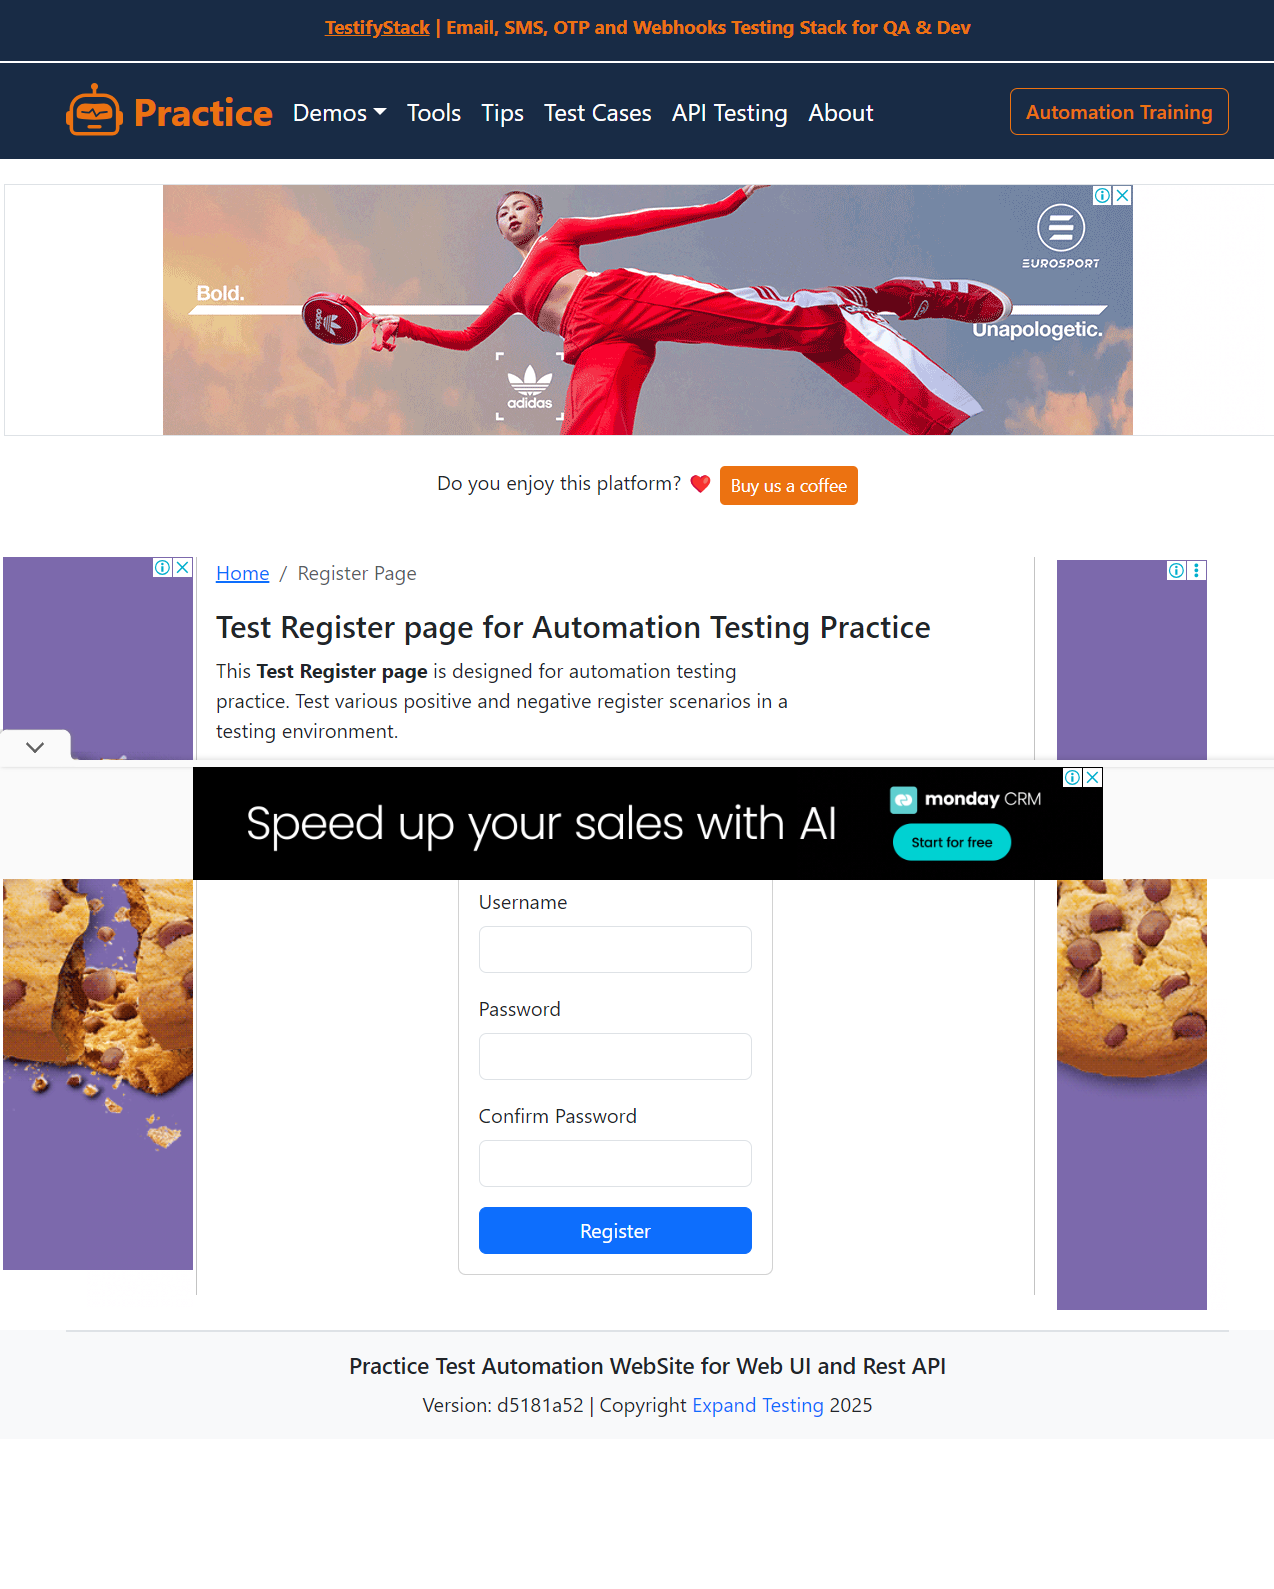 TestifyStack | Email, SMS, OTP and Webhooks Testing Stack for QA & Dev
Practice Demos Tools Tips Test Cases API Testing About Automation Training
EUROSPORT
Bold.
adidas
Unapologetic.
adidas
Do you enjoy this platform? Buy us a coffee
Home / Register Page
Test Register page for Automation Testing Practice
This Test Register page is designed for automation testing
practice. Test various positive and negative register scenarios in a
testing environment.
Speed up your sales with AI
monday CRM
Start for free
Username
Password
Confirm Password
Register
Practice Test Automation WebSite for Web UI and Rest API
Version: d5181a52 | Copyright Expand Testing 2025